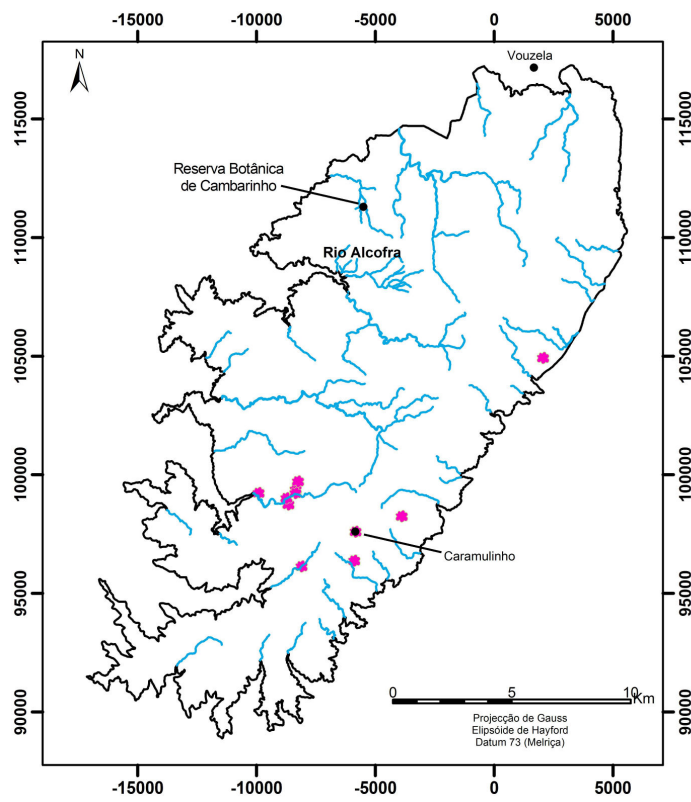 -15000 -10000 -5000 0 5000
N
Vouzela
115000 115000
Reserva Botânica
de Cambarinho
110000 110000
Rio Alcofra
105000 105000
100000 100000
Caramulinho
95000 95000
0 5 10
Km
Projecção de Gauss
Elipsóide de Hayford
Datum 73 (Melriça)
90000 90000
-15000 -10000 -5000 0 5000